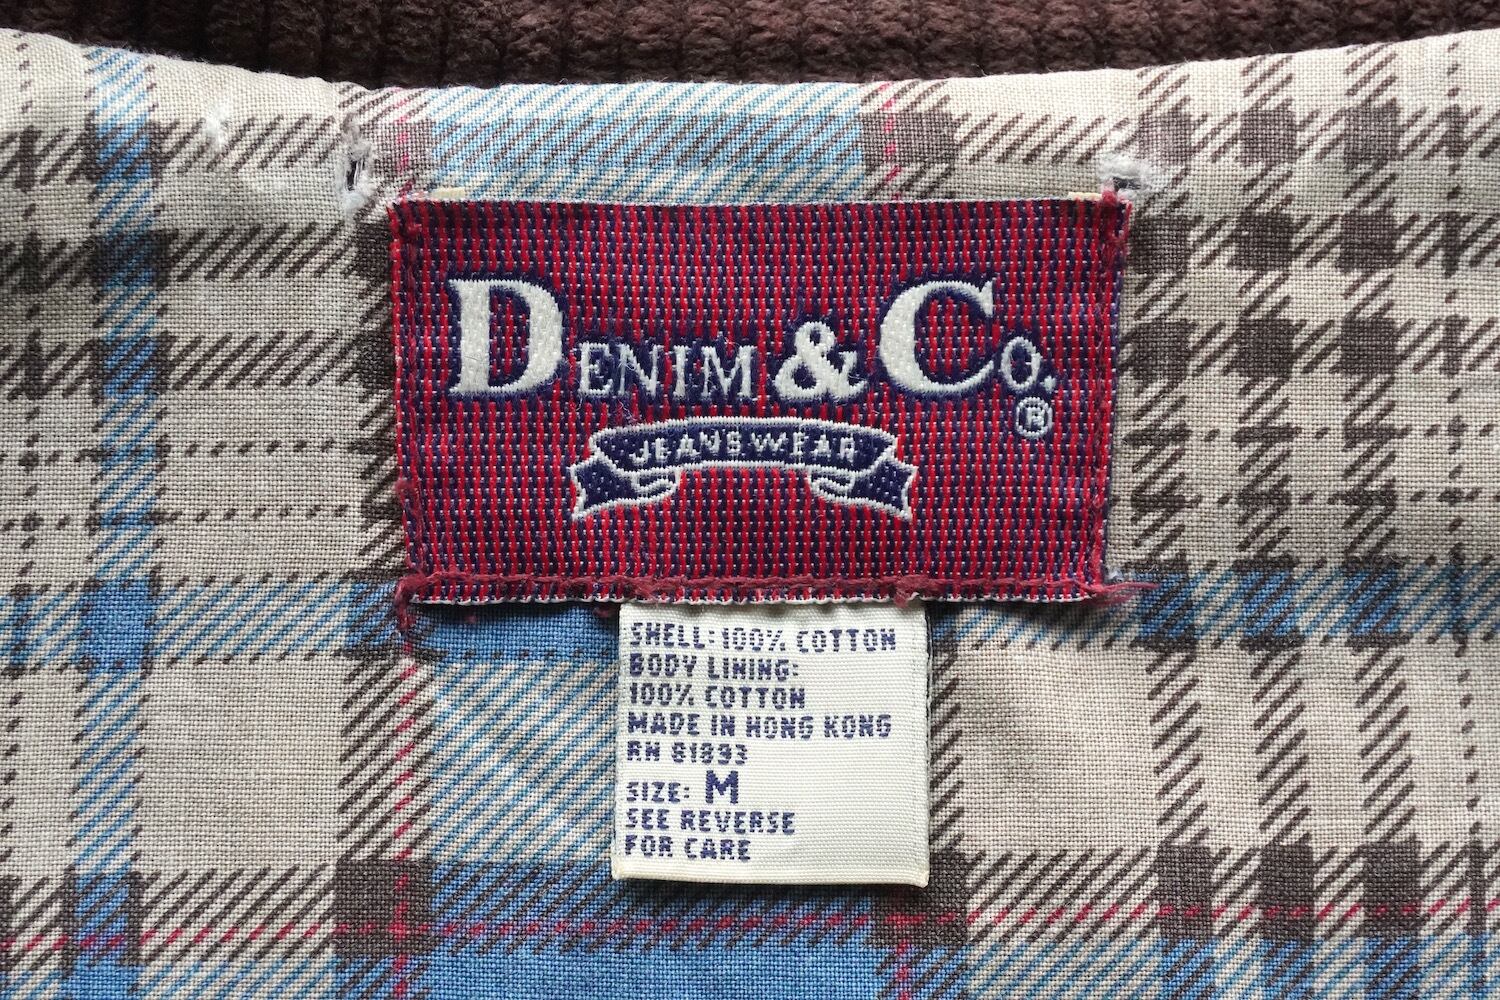 DENIM & CO.
®
JEANSWEAR
SHELL: 100% COTTON
BODY LINING:
100% COTTON
MADE IN HONG KONG
RN 81893
SIZE: M
SEE REVERSE
FOR CARE